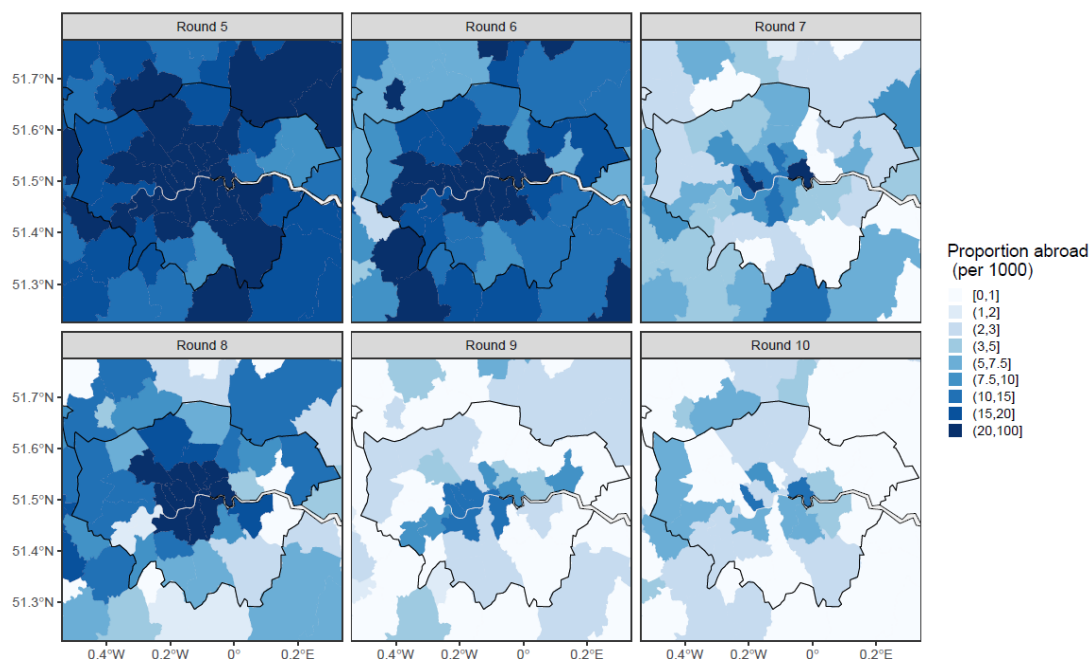 Round 5
Round 6
Round 7
51.7°N
51.6°N
51.5°N
51.4°N
51.3°N
Round 8
Round 9
Round 10
51.7°N
51.6°N
51.5°N
51.4°N
51.3°N
0.4°W
0.2°W
0°
0.2°E
0.4°W
0.2°W
0°
0.2°E
0.4°W
0.2°W
0°
0.2°E
Proportion abroad
(per 1000)
[0,1]
(1,2]
(2,3]
(3,5]
(5,7.5]
(7.5,10]
(10,15]
(15,20]
(20,100]